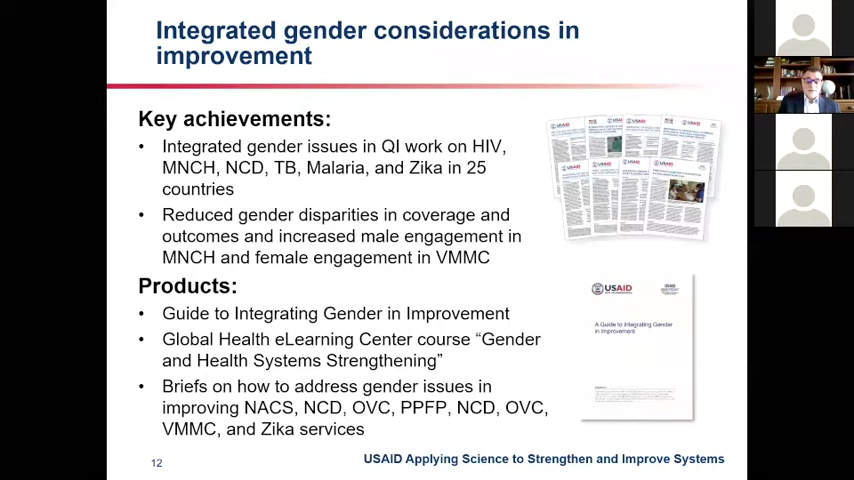 Integrated gender considerations in
improvement
Key achievements:
• Integrated gender issues in QI work on HIV,
MNCH, NCD, TB, Malaria, and Zika in 25
countries
• Reduced gender disparities in coverage and
outcomes and increased male engagement in
MNCH and female engagement in VMMC
Products:
• Guide to Integrating Gender in Improvement
• Global Health eLearning Center course “Gender
and Health Systems Strengthening”
• Briefs on how to address gender issues in
improving NACS, NCD, OVC, PPFP, NCD, OVC,
VMMC, and Zika services
USAID
A Guide to Integrating Gender
in Improvement
12
USAID Applying Science to Strengthen and Improve Systems